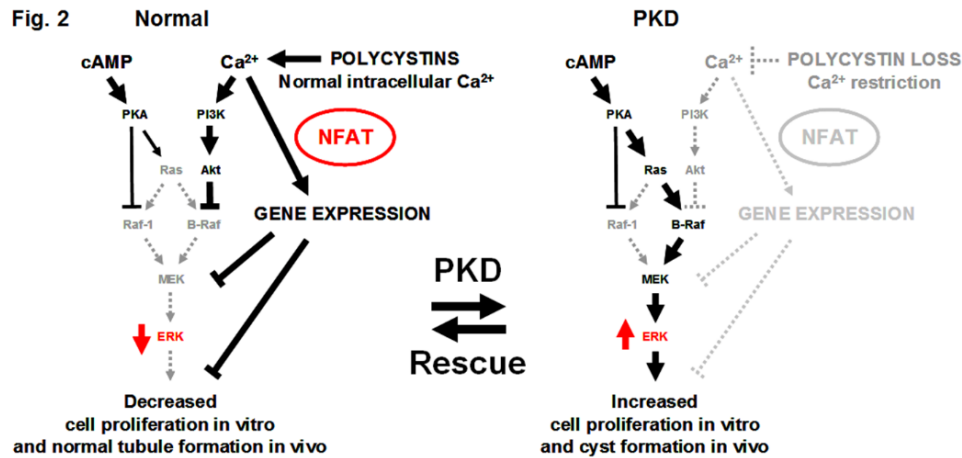 Fig. 2
Normal
cAMP
Ca²⁺
POLYCYSTINS
Normal intracellular Ca²⁺
PKA
PI3K
NFAT
Ras
Akt
Raf-1
B-Raf
GENE EXPRESSION
MEK
ERK
Decreased
cell proliferation in vitro
and normal tubule formation in vivo
PKD
Rescue
PKD
cAMP
Ca²⁺
POLYCYSTIN LOSS
Ca²⁺ restriction
PKA
PI3K
NFAT
Ras
Akt
Raf-1
B-Raf
GENE EXPRESSION
MEK
ERK
Increased
cell proliferation in vitro
and cyst formation in vivo